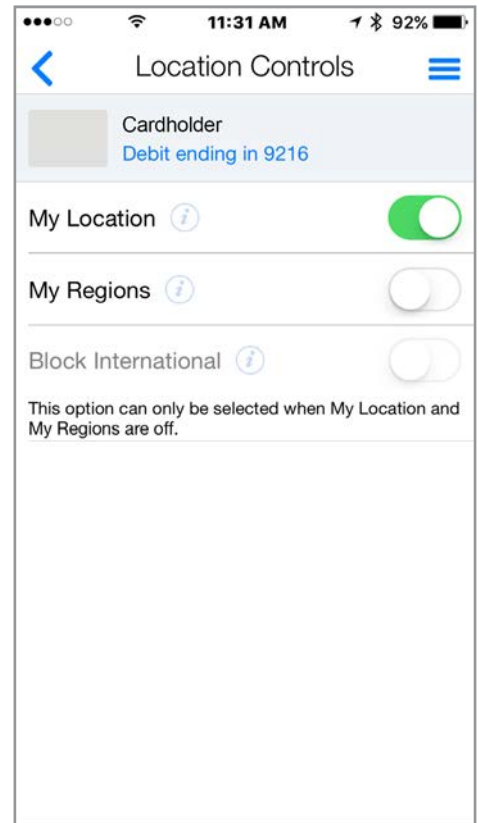 11:31 AM 92%
Location Controls
Cardholder
Debit ending in 9216
My Location i
My Regions i
Block International i
This option can only be selected when My Location and
My Regions are off.